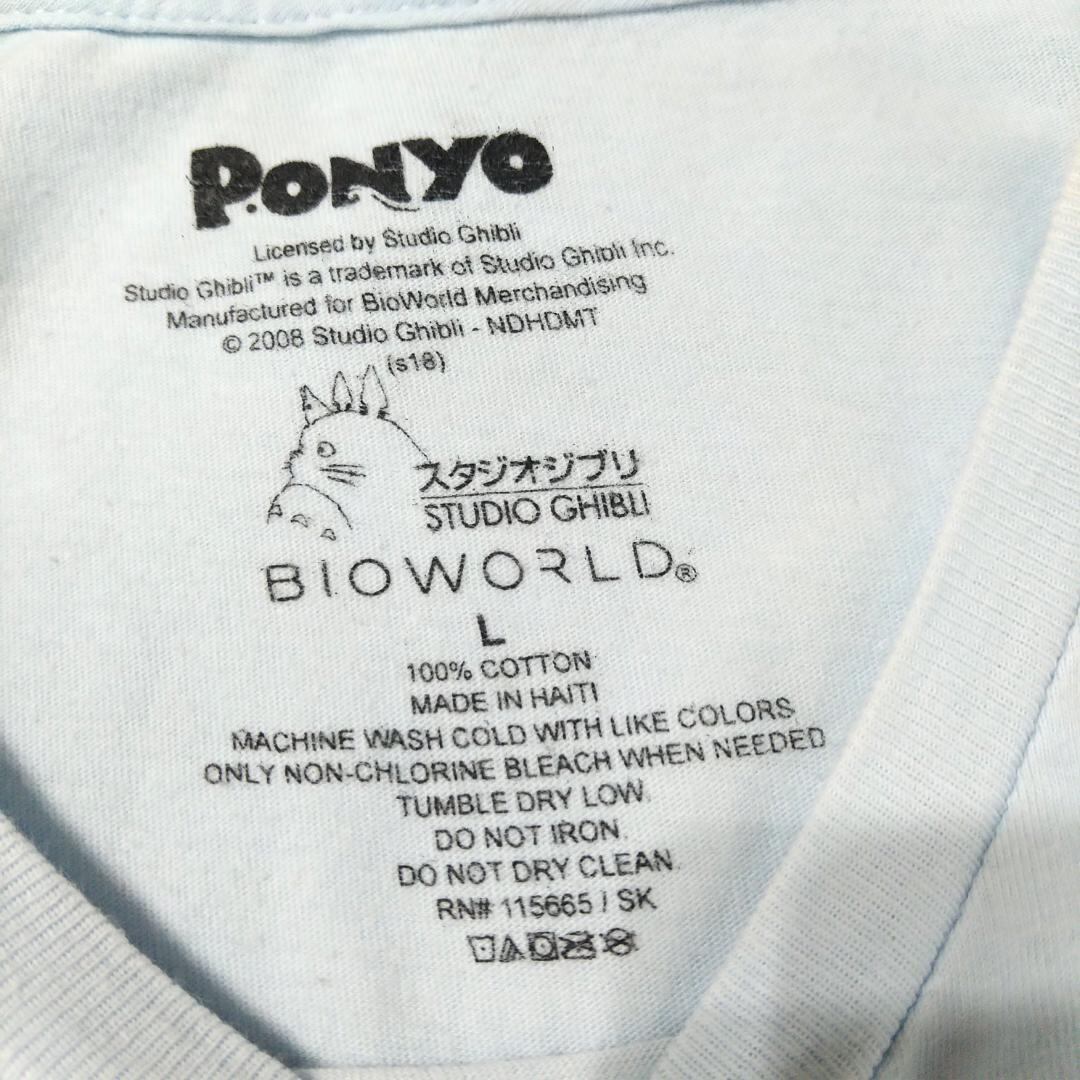 PONYO
Licensed by Studio Ghibli
Studio Ghibli™ is a trademark of Studio Ghibli Inc.
Manufactured for BioWorld Merchandising
© 2008 Studio Ghibli - NDHDMT
(s18)
スタジオジブリ
STUDIO GHIBLI
BIOWORLD®
L
100% COTTON
MADE IN HAITI
MACHINE WASH COLD WITH LIKE COLORS
ONLY NON-CHLORINE BLEACH WHEN NEEDED
TUMBLE DRY LOW.
DO NOT IRON.
DO NOT DRY CLEAN.
RN# 115665 / SK